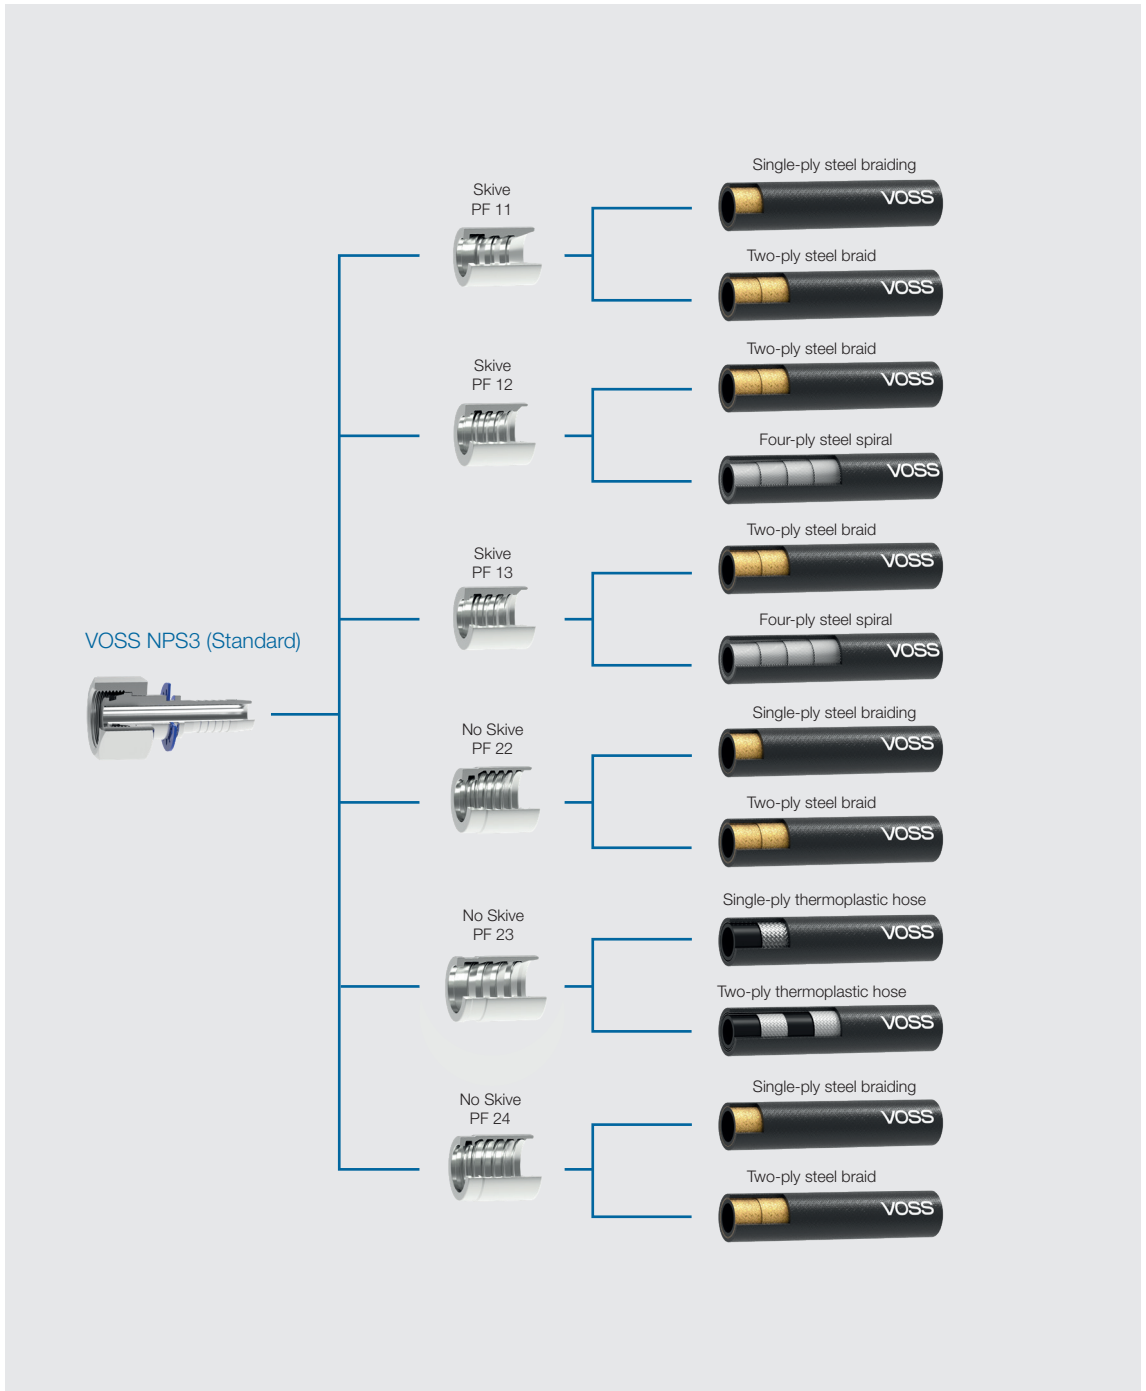 Single-ply steel braiding
VOSS
Skive
PF 11
Two-ply steel braid
VOSS
Two-ply steel braid
VOSS
Skive
PF 12
Four-ply steel spiral
VOSS
Two-ply steel braid
VOSS
Skive
PF 13
Four-ply steel spiral
VOSS
VOSS NPS3 (Standard)
Single-ply steel braiding
VOSS
No Skive
PF 22
Two-ply steel braid
VOSS
Single-ply thermoplastic hose
VOSS
No Skive
PF 23
Two-ply thermoplastic hose
VOSS
Single-ply steel braiding
VOSS
No Skive
PF 24
Two-ply steel braid
VOSS